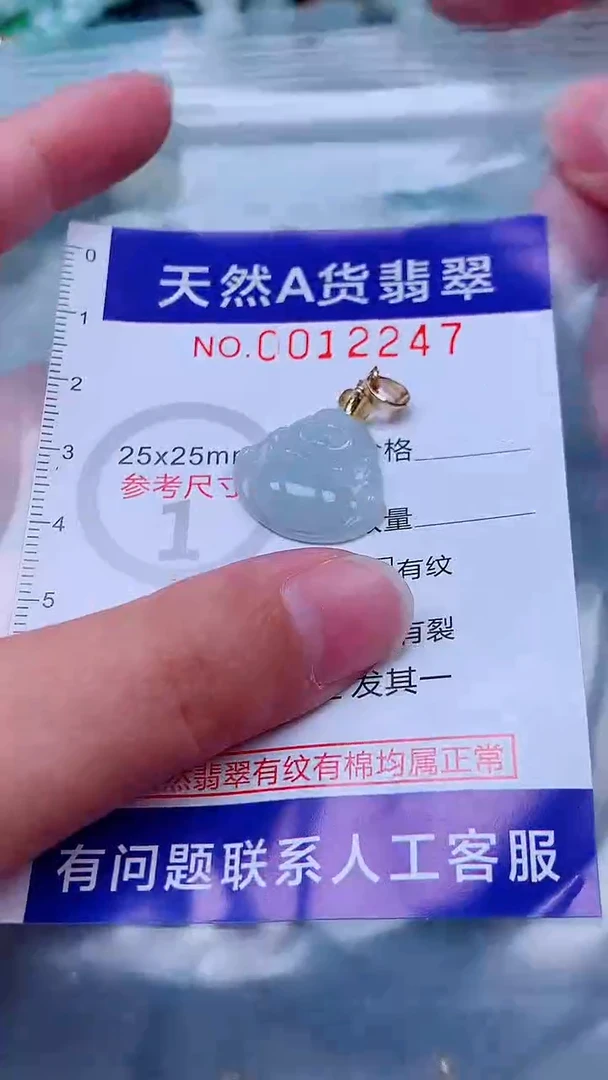 天然A货翡翠
NO.0012247
0
1
2
3
4
5
25x25mm
格
参考尺寸
1
量
有纹
有裂
发其一
然翡翠有纹有棉均属正常
有问题联系人工客服